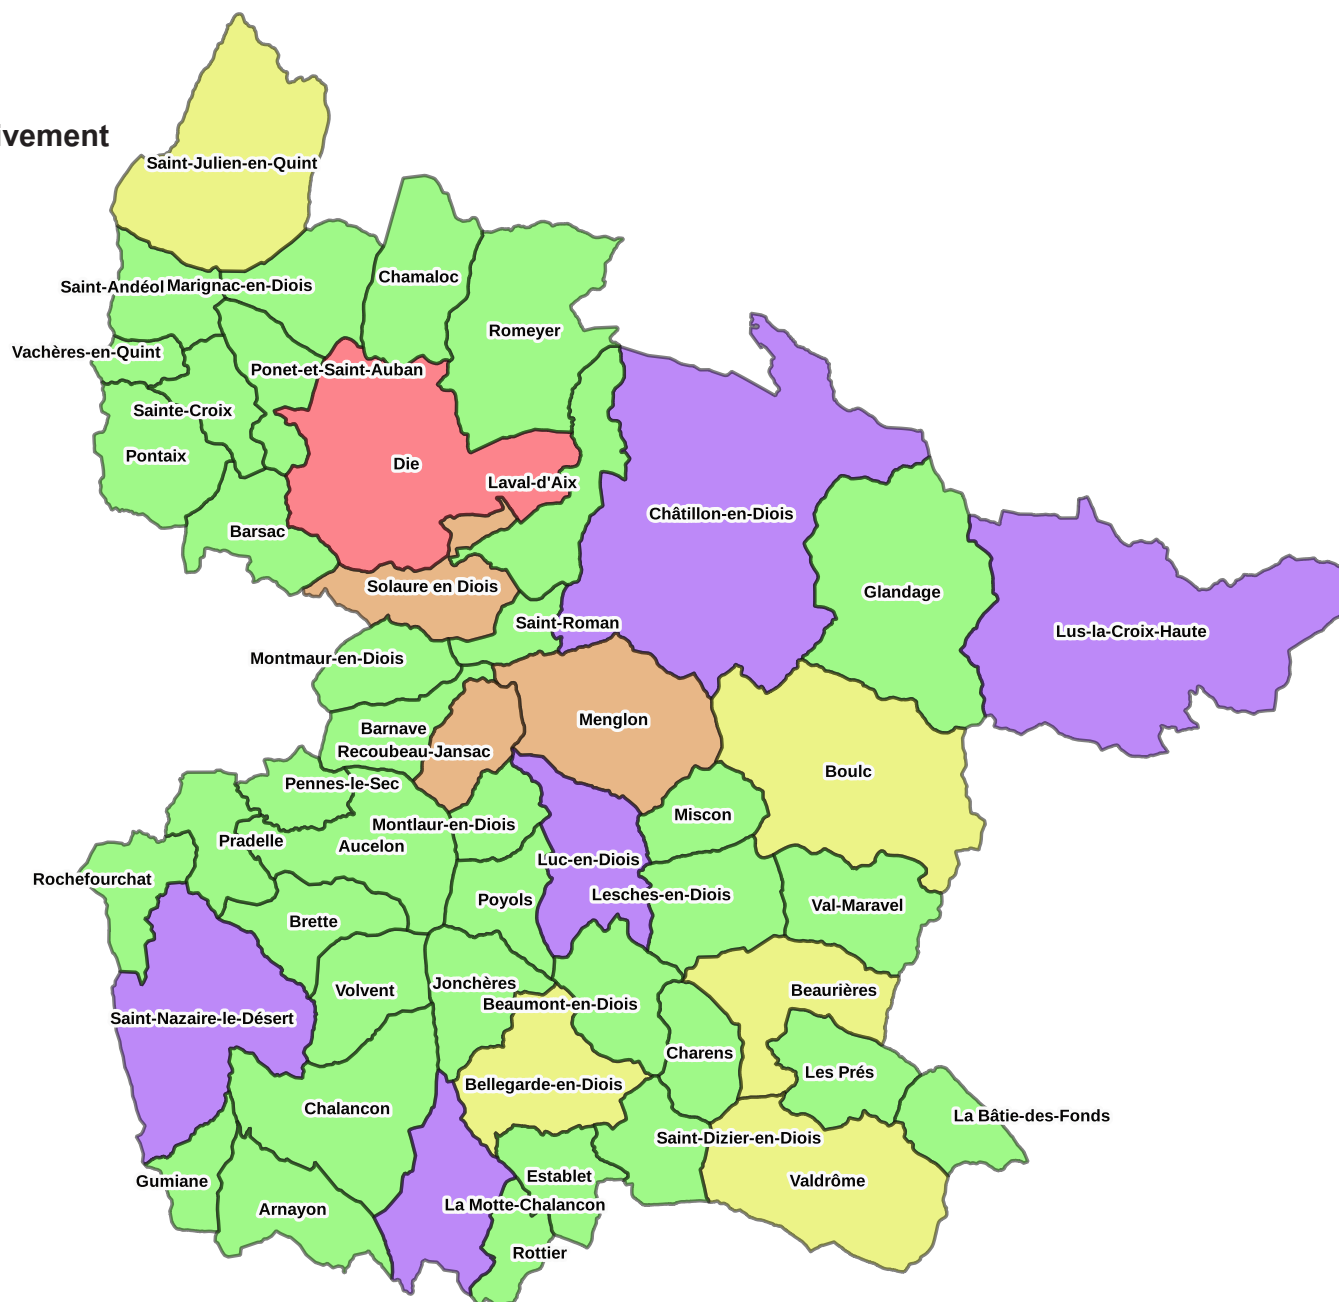 ivement
Saint-Julien-en-Quint
Chamaloc
Saint-Andéol
Marignac-en-Diois
Romeyer
Vachères-en-Quint
Ponet-et-Saint-Auban
Sainte-Croix
Pontaix
Die
Laval-d'Aix
Châtillon-en-Diois
Barsac
Solaure en Diois
Glandage
Saint-Roman
Lus-la-Croix-Haute
Montmaur-en-Diois
Menglon
Barnave
Recoubeau-Jansac
Boulc
Pennes-le-Sec
Miscon
Montlaur-en-Diois
Pradelle
Aucelon
Luc-en-Diois
Rochefourchat
Lesches-en-Diois
Poyols
Val-Maravel
Brette
Jonchères
Volvent
Beaurières
Beaumont-en-Diois
Saint-Nazaire-le-Désert
Charens
Les Prés
Bellegarde-en-Diois
Chalancon
La Bâtie-des-Fonds
Saint-Dizier-en-Diois
Establet
Gumiane
Valdrôme
La Motte-Chalancon
Arnayon
Rottier